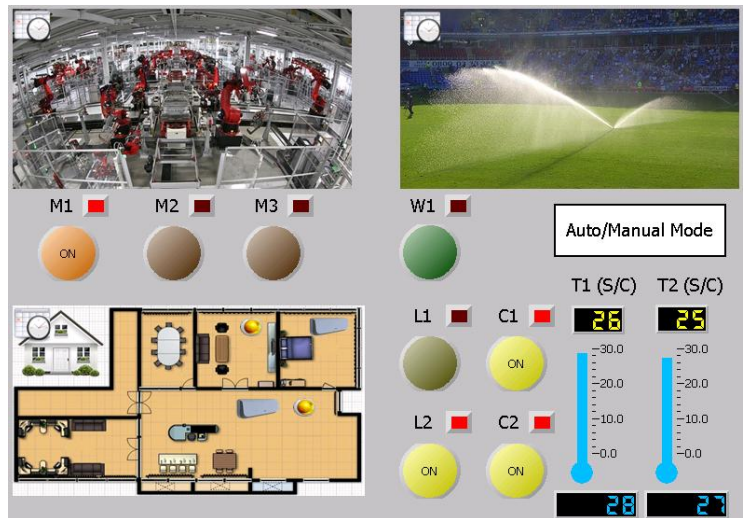 M1
M2
M3
W1
ON
Auto/Manual Mode
T1 (S/C)
T2 (S/C)
L1
C1
26
25
ON
30.0
30.0
20.0
20.0
10.0
10.0
0.0
0.0
L2
C2
ON
ON
28
27